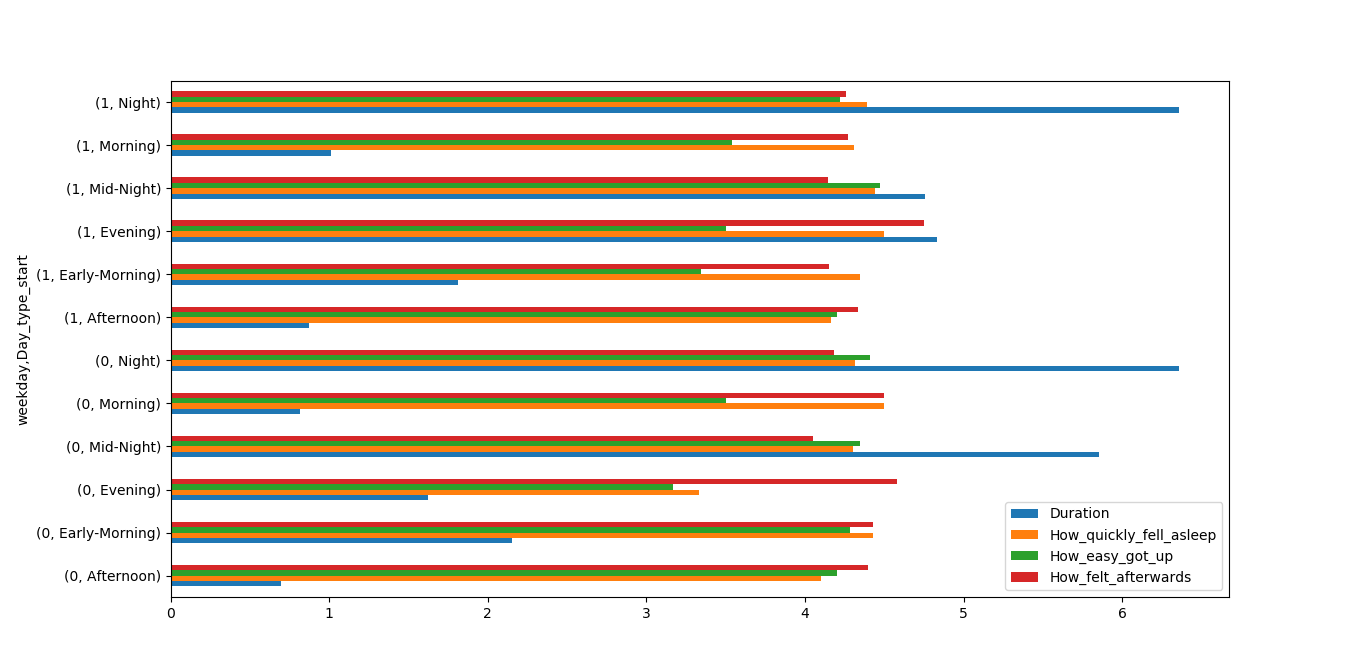 (1, Night)
(1, Morning)
(1, Mid-Night)
(1, Evening)
(1, Early-Morning)
(1, Afternoon)
(0, Night)
(0, Morning)
(0, Mid-Night)
(0, Evening)
(0, Early-Morning)
(0, Afternoon)
weekday,Day_type_start
Duration
How_quickly_fell_asleep
How_easy_got_up
How_felt_afterwards
0 1 2 3 4 5 6